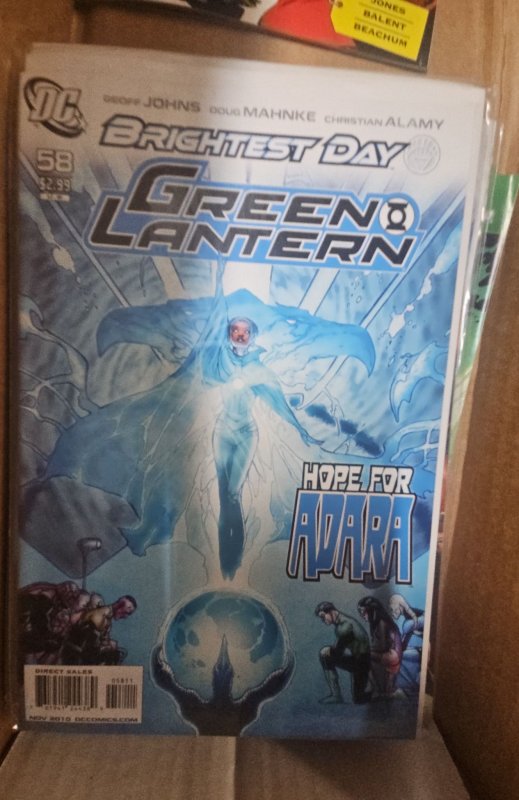 JONES
BALENT
BEACHUM
DC
GEOFF JOHNS DOUG MAHNKE CHRISTIAN ALAMY
BRIGHTEST DAY
58
$2.99
GREEN
LANTERN
HOPE FOR
ADARA
DIRECT SALES
05811
NOV 2010 DCCOMICS.COM